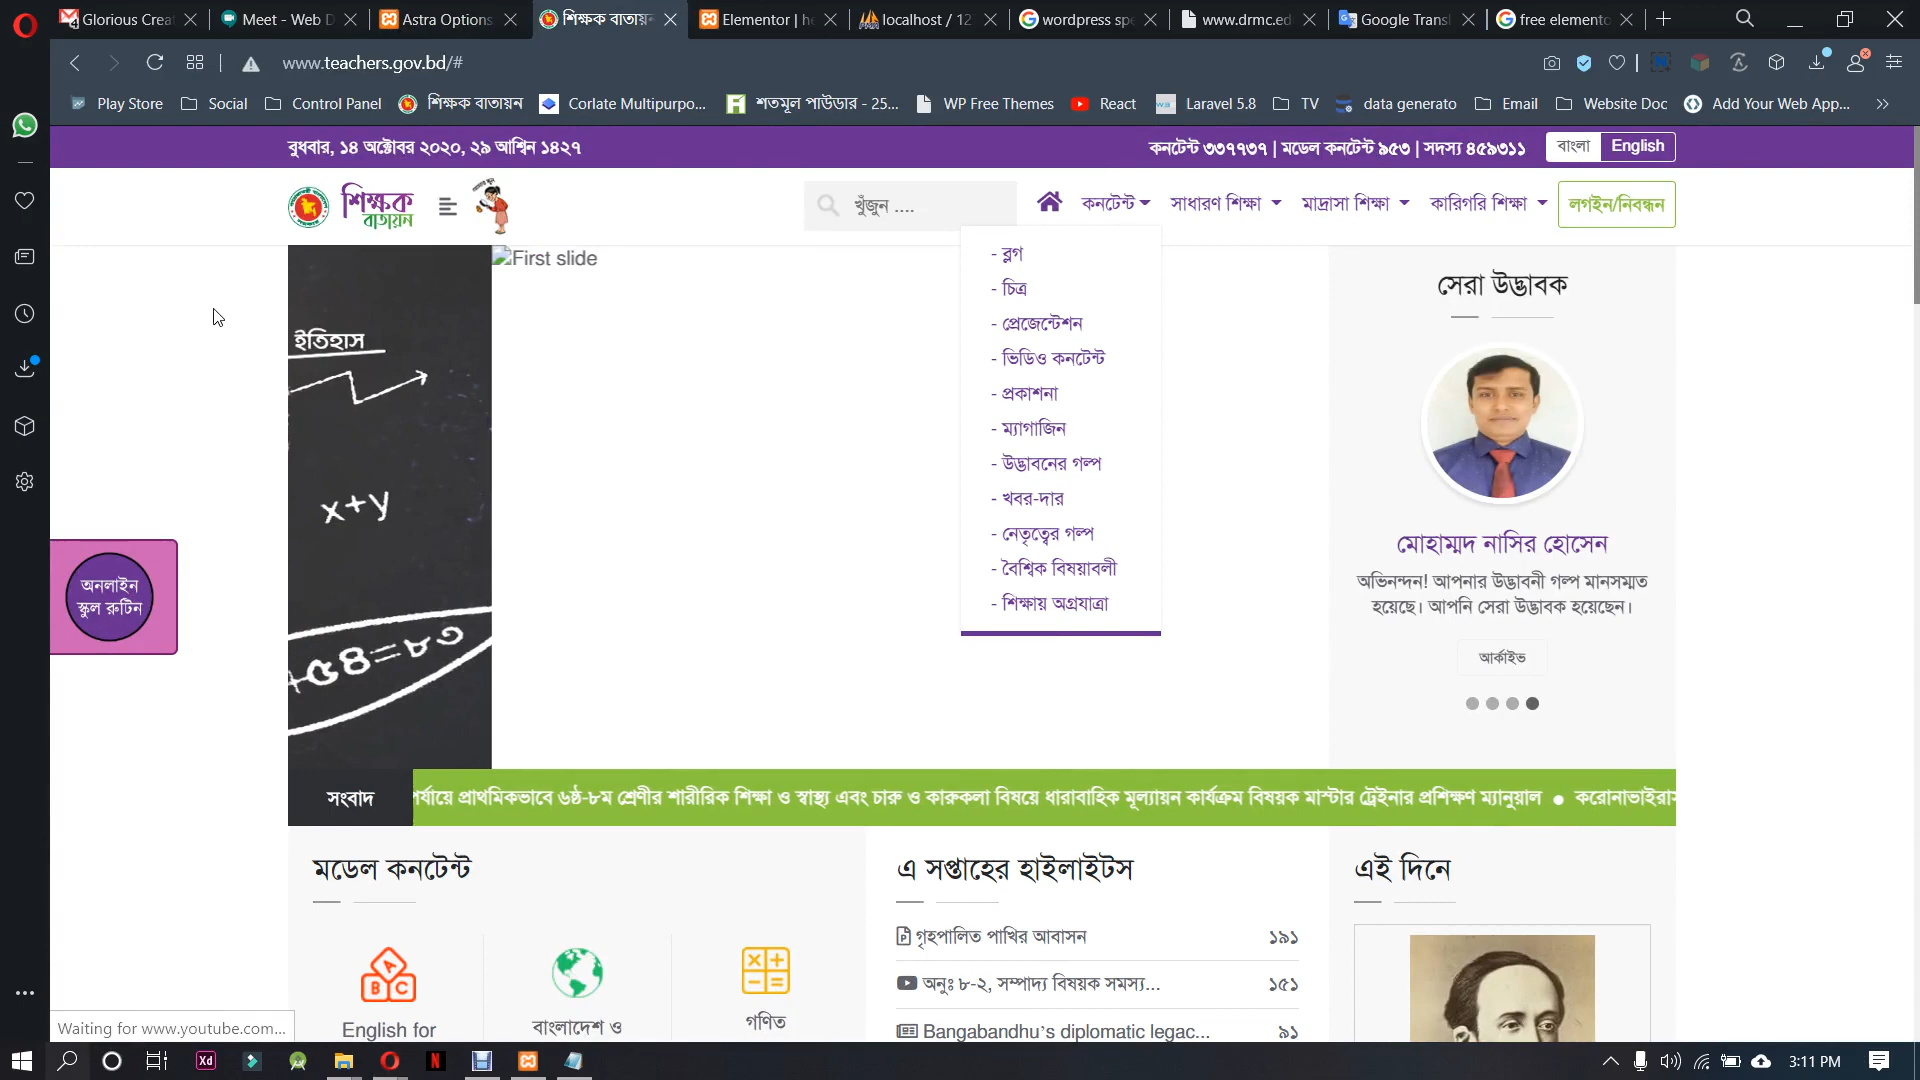 Glorious Crea
Meet - Web D
Astra Options
শিক্ষক বাতায়ন
Elementor | h
localhost / 12
wordpress spe
www.drmc.ed
Google Transl
free elemento
www.teachers.gov.bd/#
Play Store
Social
Control Panel
শিক্ষক বাতায়ন
Corlate Multipurpo...
শতমূল পাউডার - 25...
WP Free Themes
React
Laravel 5.8
TV
data generato
Email
Website Doc
Add Your Web App...
বুধবার, ১৪ অক্টোবর ২০২০, ২৯ আশ্বিন ১৪২৭
কনটেন্ট ৩৩৭৭৩৭ | মডেল কনটেন্ট ৯৫৩ | সদস্য ৪৫৯৩১১
বাংলা
English
শিক্ষক
বাতায়ন
খুঁজুন ....
কনটেন্ট
সাধারণ শিক্ষা
মাদ্রাসা শিক্ষা
কারিগরি শিক্ষা
লগইন/নিবন্ধন
- ব্লগ
- চিত্র
- প্রেজেন্টেশন
- ভিডিও কনটেন্ট
- প্রকাশনা
- ম্যাগাজিন
- উদ্ভাবনের গল্প
- খবর-দার
- নেতৃত্বের গল্প
- বৈশ্বিক বিষয়াবলী
- শিক্ষায় অগ্রযাত্রা
First slide
ইতিহাস
x+y
+৫৪=৮৩
অনলাইন
স্কুল রুটিন
সেরা উদ্ভাবক
মোহাম্মদ নাসির হোসেন
অভিনন্দন! আপনার উদ্ভাবনী গল্প মানসম্মত
হয়েছে। আপনি সেরা উদ্ভাবক হয়েছেন।
আর্কাইভ
সংবাদ
র্যায়ে প্রাথমিকভাবে ৬ষ্ঠ-৮ম শ্রেণীর শারীরিক শিক্ষা ও স্বাস্থ্য এবং চারু ও কারুকলা বিষয়ে ধারাবাহিক মূল্যায়ন কার্যক্রম বিষয়ক মাস্টার ট্রেইনার প্রশিক্ষণ ম্যানুয়াল ● করোনাভাইরাস
মডেল কনটেন্ট
English for
বাংলাদেশ ও
গণিত
এ সপ্তাহের হাইলাইটস
গৃহপালিত পাখির আবাসন ১৯১
অনুঃ ৮-২, সম্পাদ্য বিষয়ক সমস্য... ১৫১
Bangabandhu's diplomatic legac... ৯১
এই দিনে
Waiting for www.youtube.com...
Xd
3:11 PM